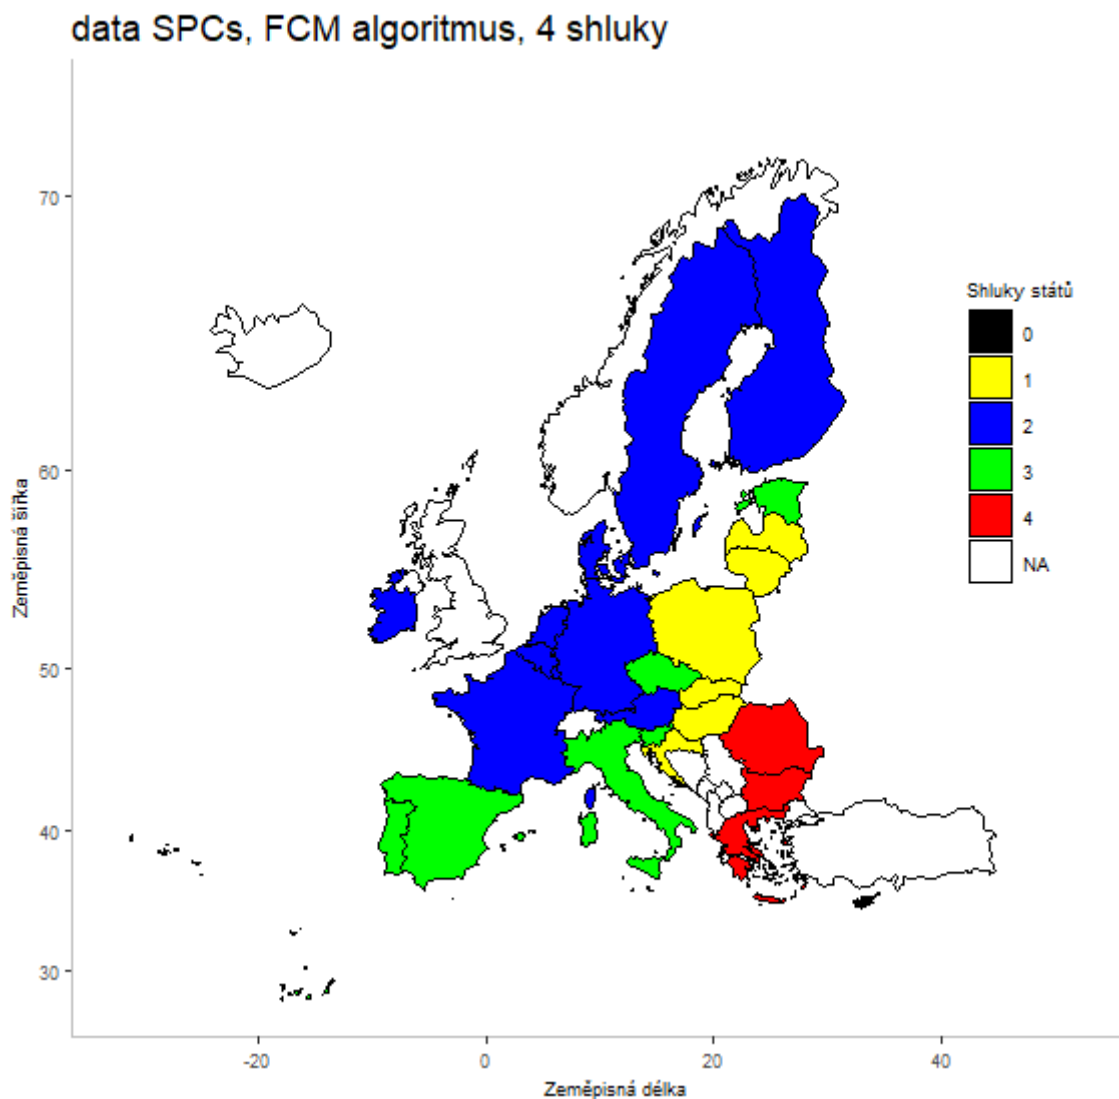 data SPCs, FCM algoritmus, 4 shluky
70
60
50
40
30
Zeměpisná šířka
-20
0
20
40
Zeměpisná délka
Shluky států
0
1
2
3
4
NA